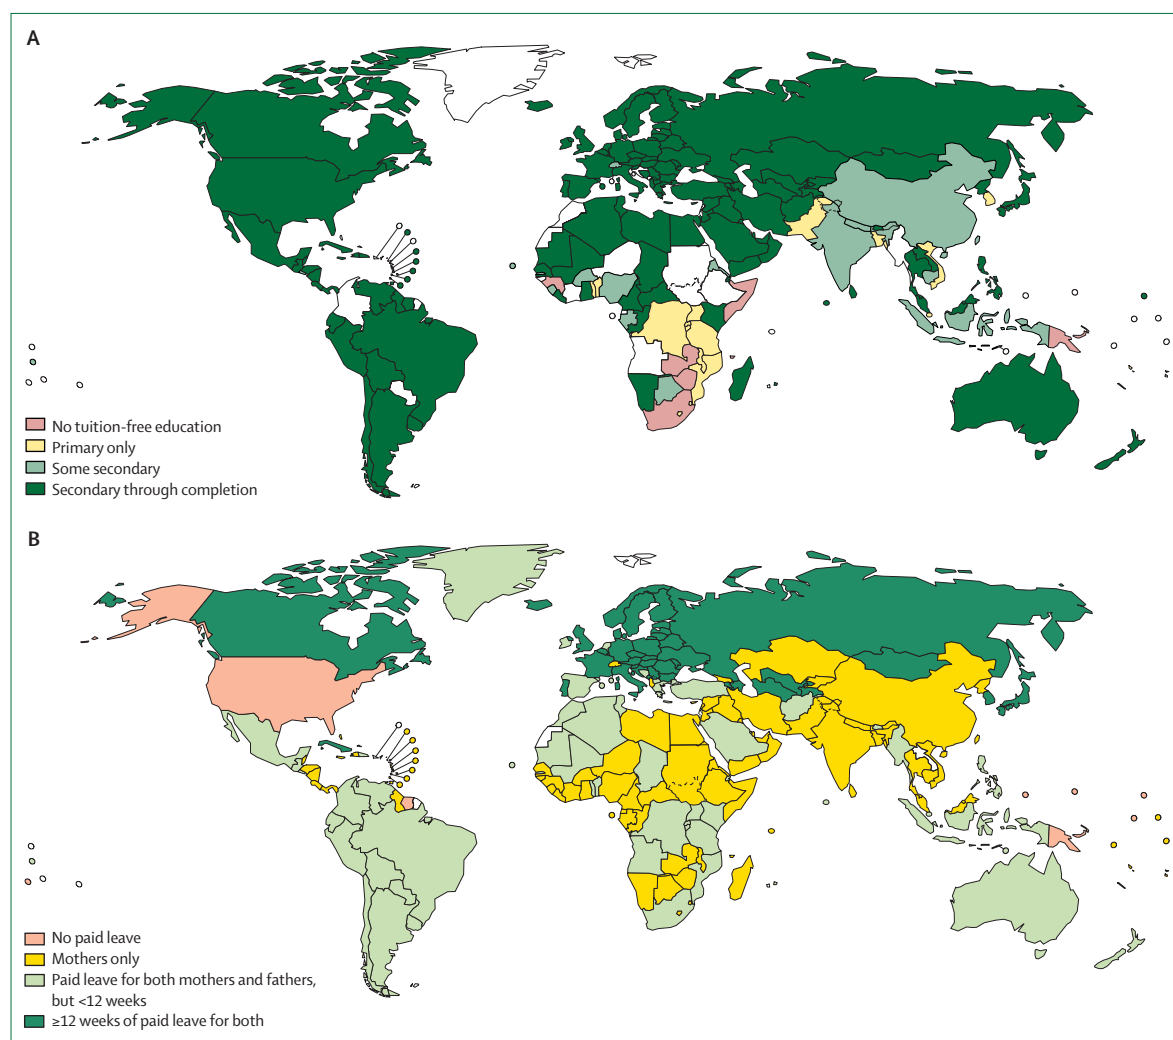 A
No tuition-free education
Primary only
Some secondary
Secondary through completion
B
No paid leave
Mothers only
Paid leave for both mothers and fathers,
but <12 weeks
≥12 weeks of paid leave for both